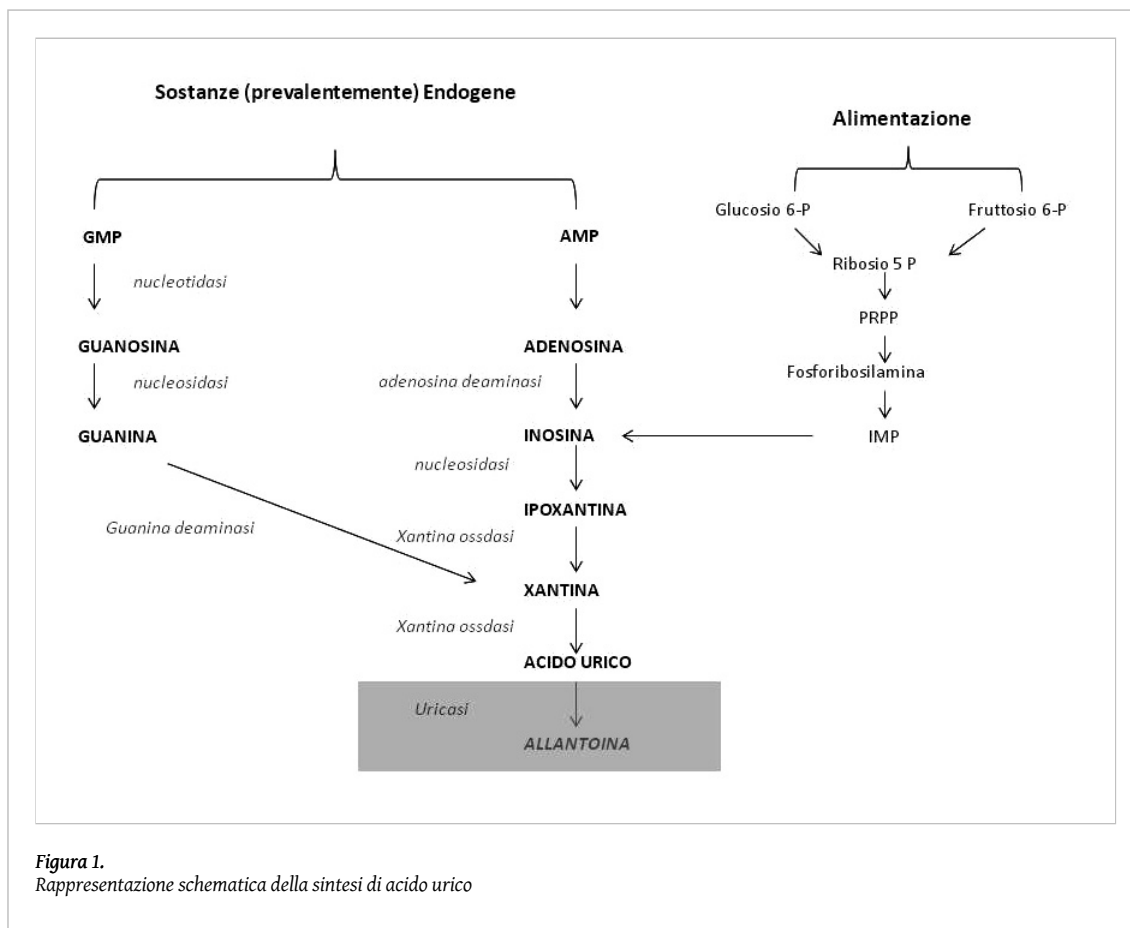 Sostanze (prevalentemente) Endogene
Alimentazione
Glucosio 6-P
Fruttosio 6-P
GMP
AMP
Ribosio 5 P
nucleotidasi
PRPP
GUANOSINA
ADENOSINA
Fosforibosilamina
nucleosidasi
adenosina deaminasi
GUANINA
INOSINA
IMP
nucleosidasi
IPOXANTINA
Guanina deaminasi
Xantina ossdasi
XANTINA
Xantina ossdasi
ACIDO URICO
Uricasi
ALLANTOINA
Figura 1.
Rappresentazione schematica della sintesi di acido urico